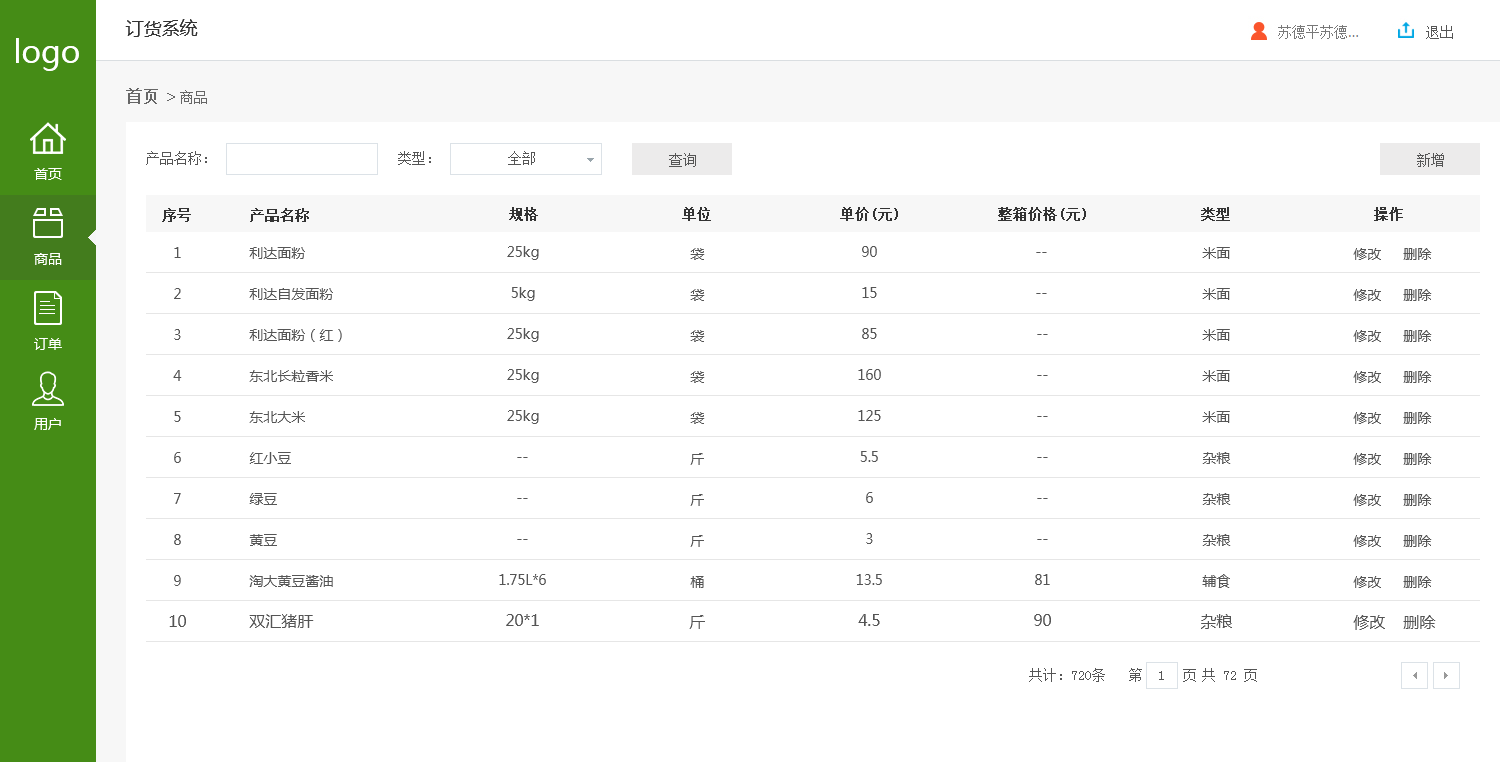 logo
订货系统
苏德平苏德... 退出
首页 > 商品
首页
商品
订单
用户
产品名称： 类型： 全部 查询 新增
序号 产品名称 规格 单位 单价(元) 整箱价格(元) 类型 操作
1 利达面粉 25kg 袋 90 -- 米面 修改 删除
2 利达自发面粉 5kg 袋 15 -- 米面 修改 删除
3 利达面粉（红） 25kg 袋 85 -- 米面 修改 删除
4 东北长粒香米 25kg 袋 160 -- 米面 修改 删除
5 东北大米 25kg 袋 125 -- 米面 修改 删除
6 红小豆 -- 斤 5.5 -- 杂粮 修改 删除
7 绿豆 -- 斤 6 -- 杂粮 修改 删除
8 黄豆 -- 斤 3 -- 杂粮 修改 删除
9 淘大黄豆酱油 1.75L*6 桶 13.5 81 辅食 修改 删除
10 双汇猪肝 20*1 斤 4.5 90 杂粮 修改 删除
共计：720条 第 1 页 共 72 页